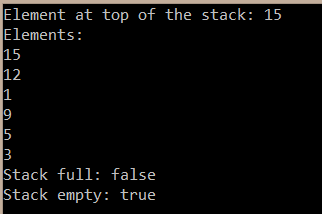 Element at top of the stack: 15
Elements:
15
12
1
9
5
3
Stack full: false
Stack empty: true